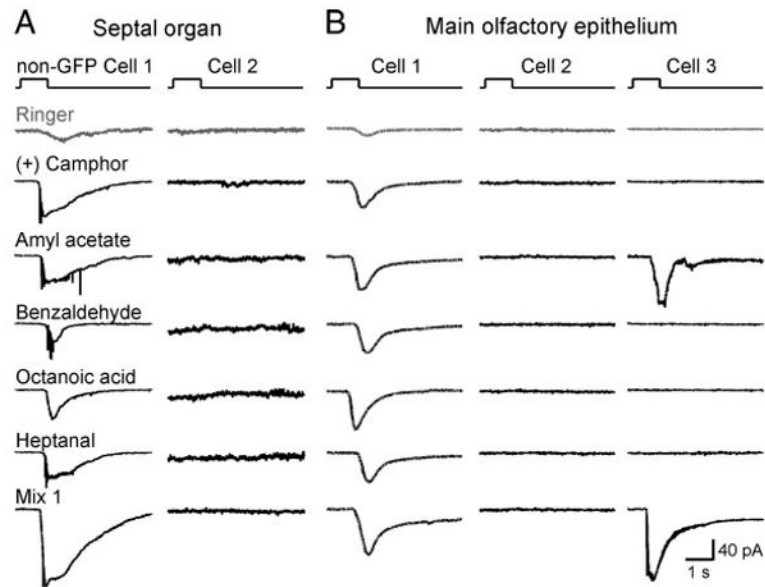 A Septal organ B Main olfactory epithelium
non-GFP Cell 1 Cell 2 Cell 1 Cell 2 Cell 3
Ringer
(+) Camphor
Amyl acetate
Benzaldehyde
Octanoic acid
Heptanal
Mix 1
40 pA
1 s